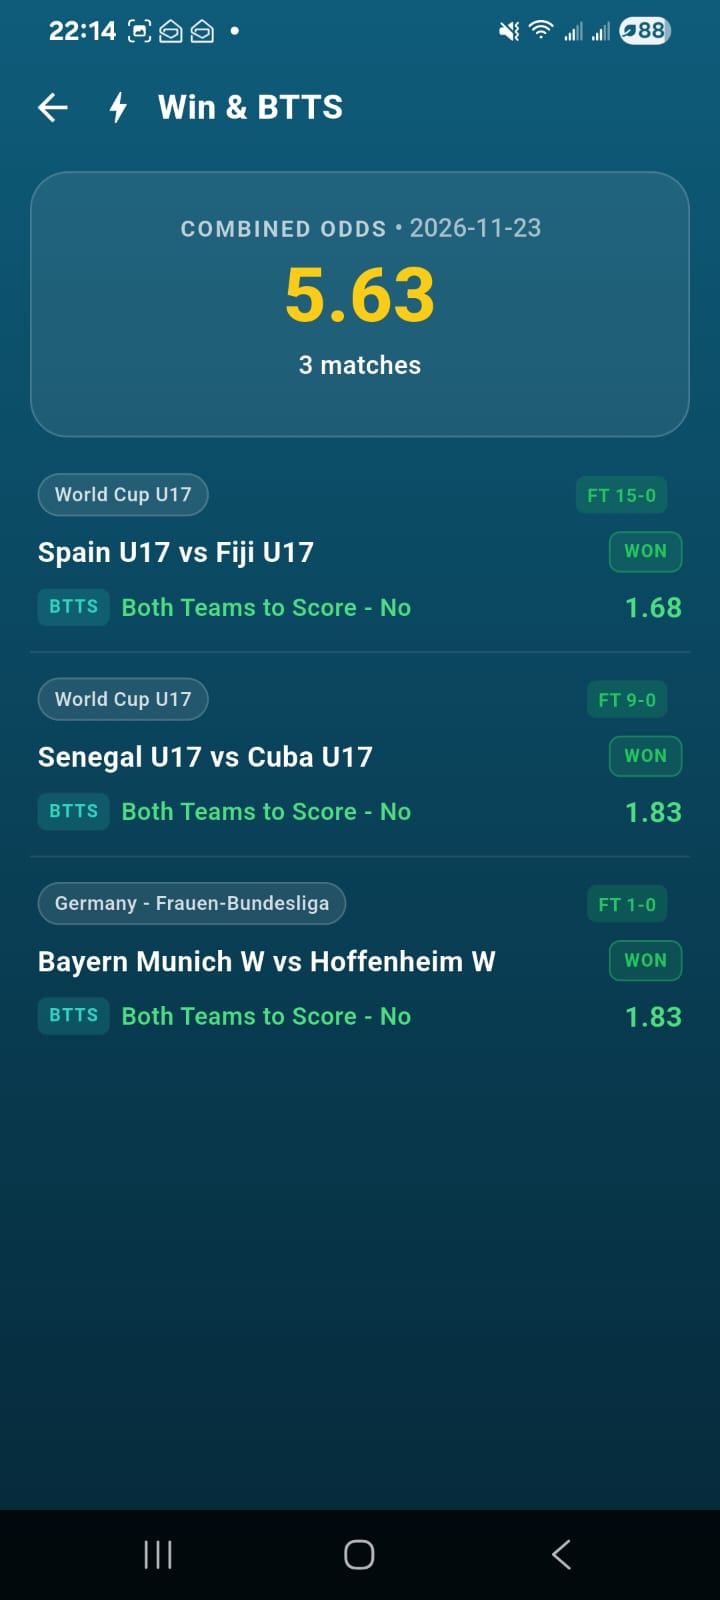 22:14
88
Win & BTTS
COMBINED ODDS • 2026-11-23
5.63
3 matches
World Cup U17
FT 15-0
Spain U17 vs Fiji U17
WON
BTTS Both Teams to Score - No
1.68
World Cup U17
FT 9-0
Senegal U17 vs Cuba U17
WON
BTTS Both Teams to Score - No
1.83
Germany - Frauen-Bundesliga
FT 1-0
Bayern Munich W vs Hoffenheim W
WON
BTTS Both Teams to Score - No
1.83